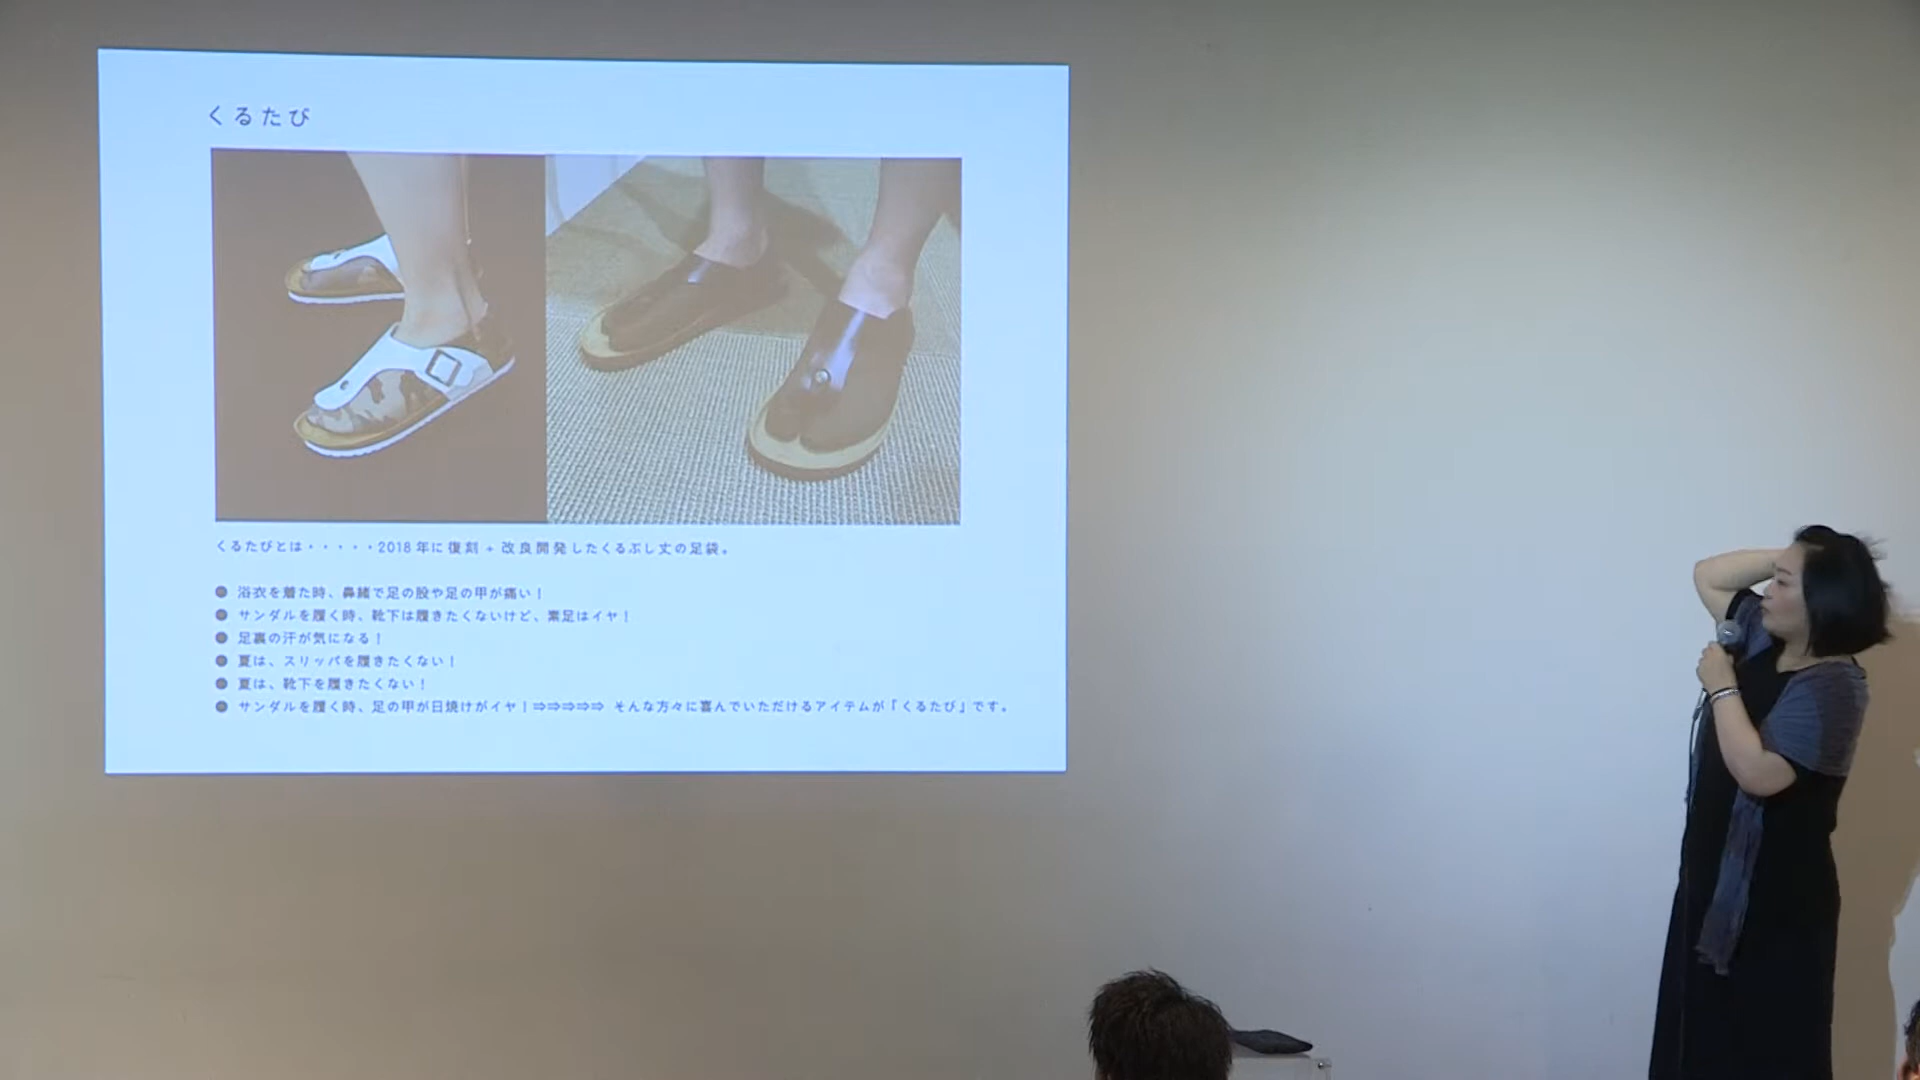 くるたび
くるたびとは・・・・・2018年に復刻 + 改良開発したくるぶし丈の足袋。
● 浴衣を着た時、鼻緒で足の股や足の甲が痛い！
● サンダルを履く時、靴下は履きたくないけど、素足はイヤ！
● 足裏の汗が気になる！
● 夏は、スリッパを履きたくない！
● 夏は、靴下を履きたくない！
● サンダルを履く時、足の甲が日焼けがイヤ！⇒⇒⇒⇒⇒ そんな方々に喜んでいただけるアイテムが「くるたび」です。